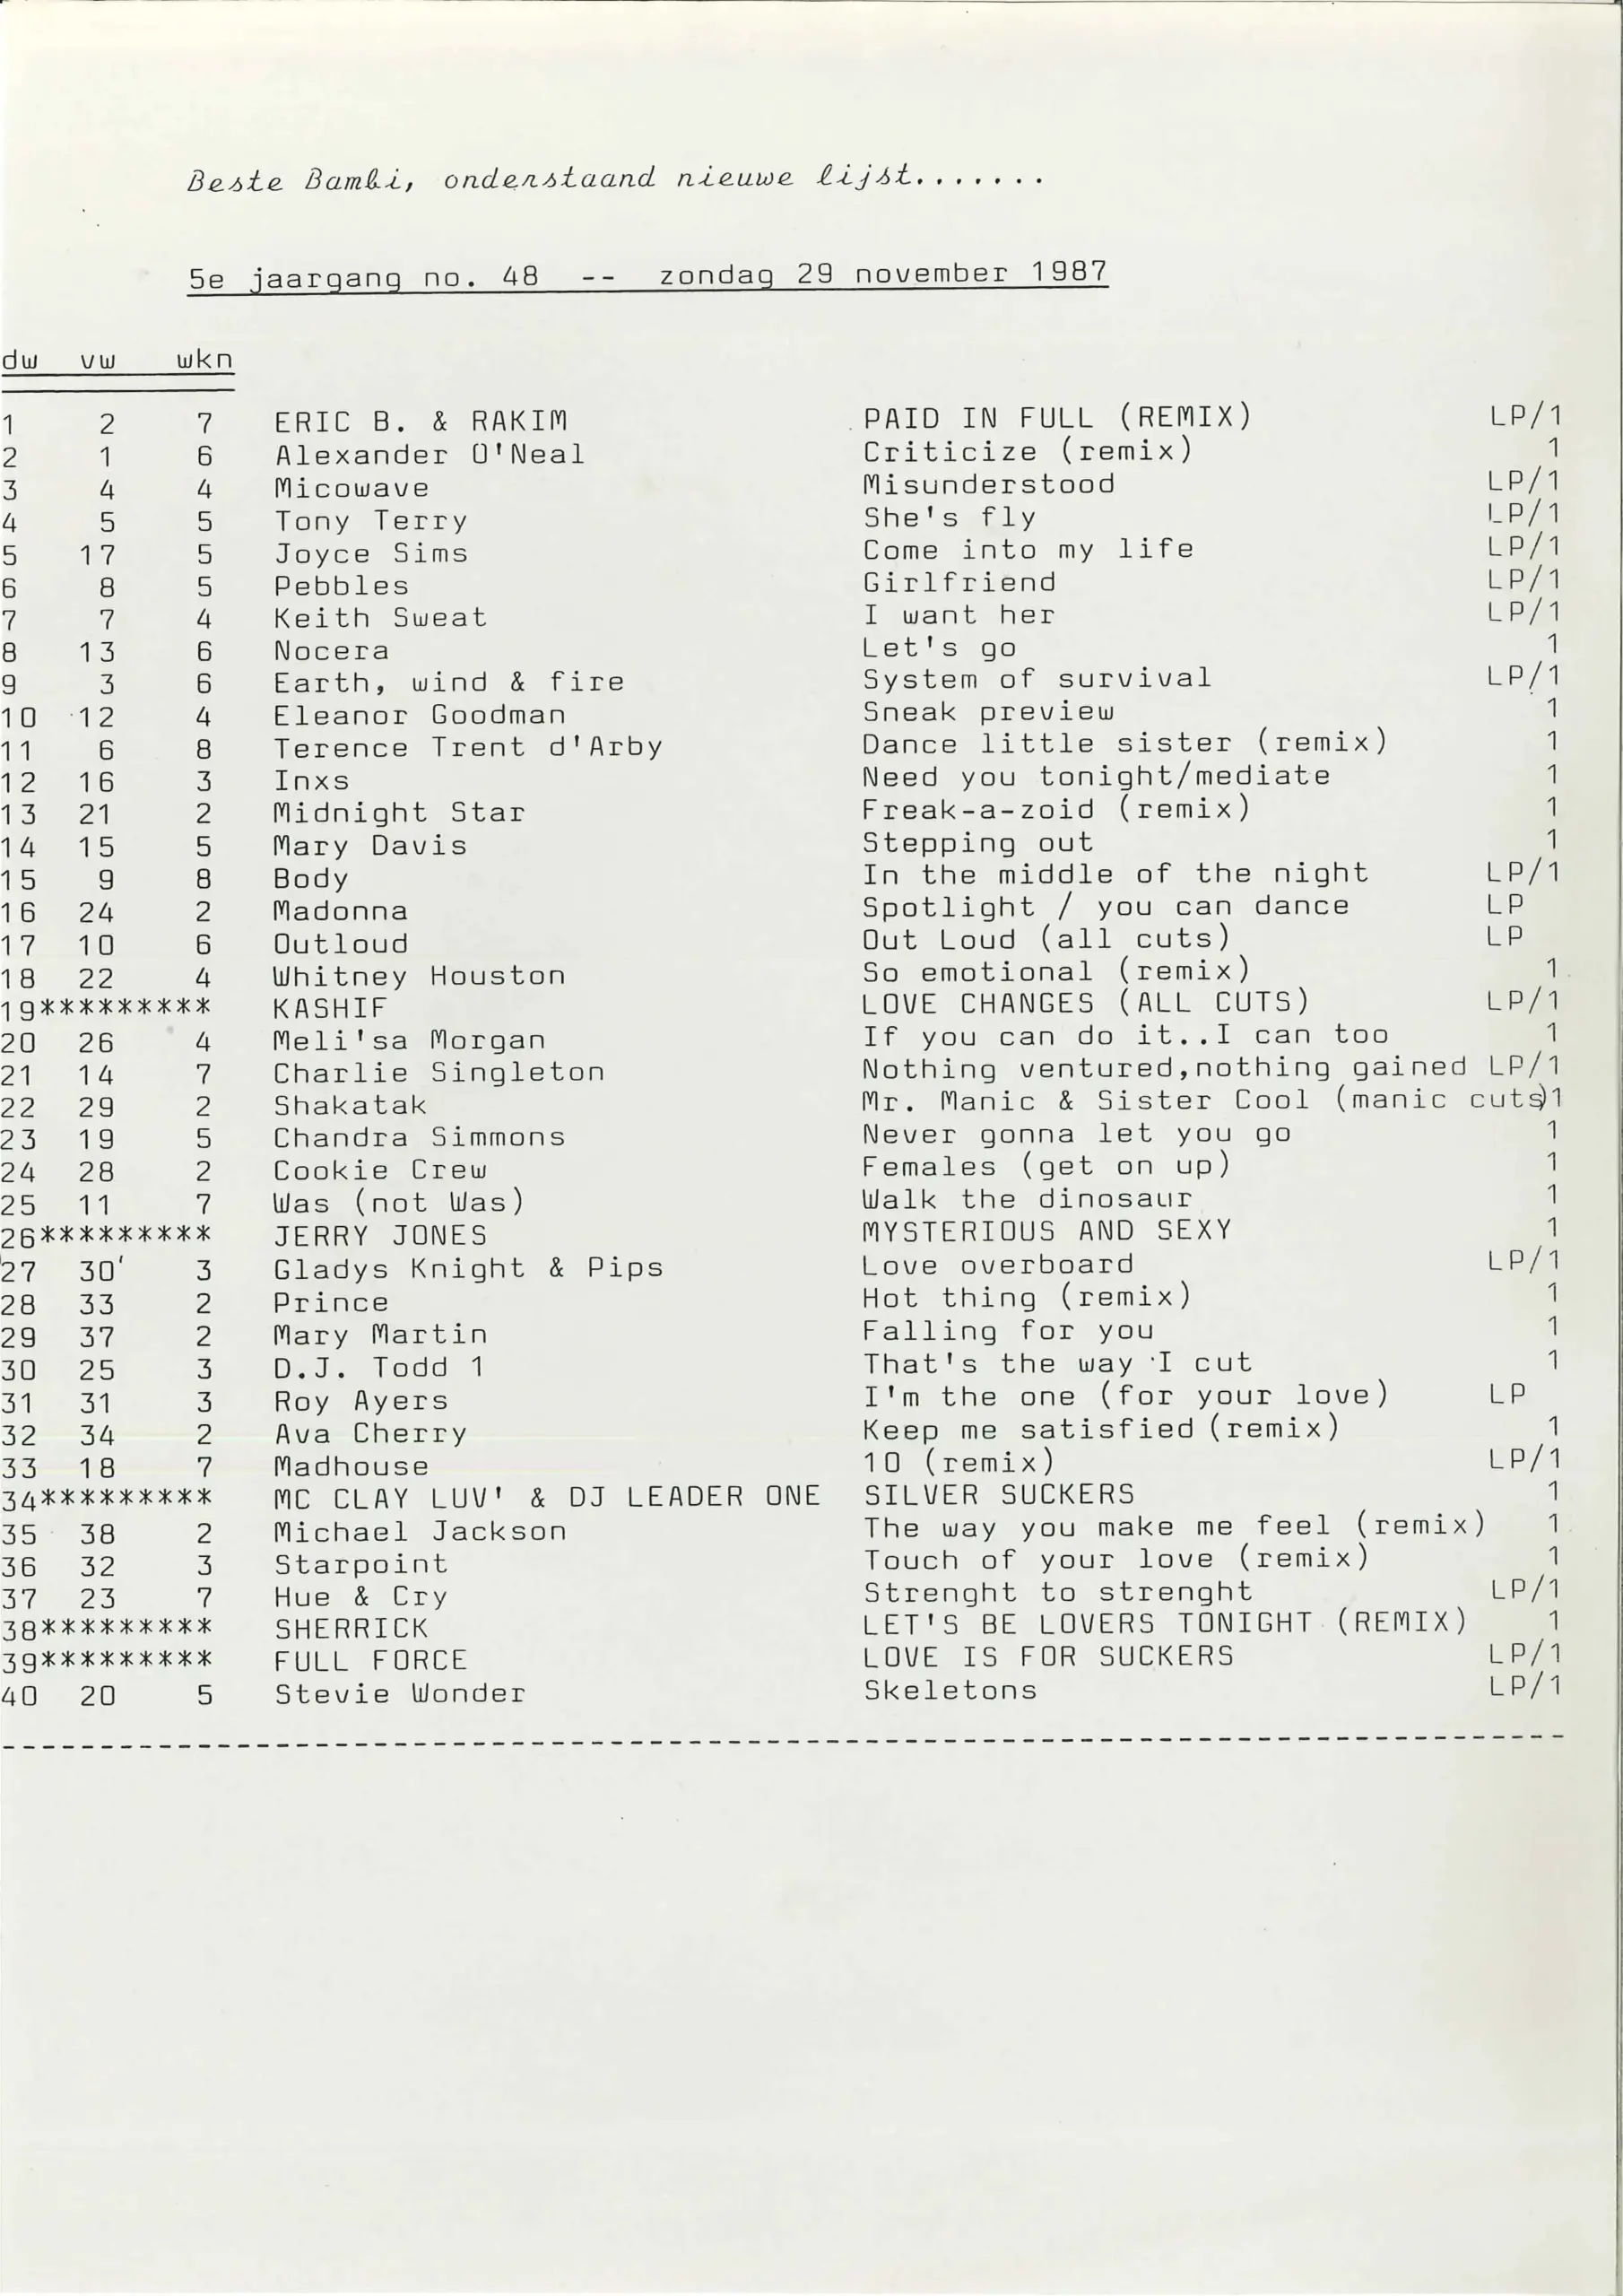 Beste Bambi, onderstaand nieuwe lijst.......
5e jaargang no. 48 -- zondag 29 november 1987
dw vw wkn
1 2 7 ERIC B. & RAKIM PAID IN FULL (REMIX) LP/1
2 1 6 Alexander O'Neal Criticize (remix) 1
3 4 4 Micowave Misunderstood LP/1
4 5 5 Tony Terry She's fly LP/1
5 17 5 Joyce Sims Come into my life LP/1
6 8 5 Pebbles Girlfriend LP/1
7 7 4 Keith Sweat I want her LP/1
8 13 6 Nocera Let's go 1
9 3 6 Earth, wind & fire System of survival LP/1
10 12 4 Eleanor Goodman Sneak preview 1
11 6 8 Terence Trent d'Arby Dance little sister (remix) 1
12 16 3 Inxs Need you tonight/mediate 1
13 21 2 Midnight Star Freak-a-zoid (remix) 1
14 15 5 Mary Davis Stepping out 1
15 9 8 Body In the middle of the night LP/1
16 24 2 Madonna Spotlight / you can dance LP
17 10 6 Outloud Out Loud (all cuts) LP
18 22 4 Whitney Houston So emotional (remix) 1
19********* KASHIF LOVE CHANGES (ALL CUTS) LP/1
20 26 4 Meli'sa Morgan If you can do it..I can too 1
21 14 7 Charlie Singleton Nothing ventured,nothing gained LP/1
22 29 2 Shakatak Mr. Manic & Sister Cool (manic cuts)1
23 19 5 Chandra Simmons Never gonna let you go 1
24 28 2 Cookie Crew Females (get on up) 1
25 11 7 Was (not Was) Walk the dinosaur 1
26********* JERRY JONES MYSTERIOUS AND SEXY 1
27 30' 3 Gladys Knight & Pips Love overboard LP/1
28 33 2 Prince Hot thing (remix) 1
29 37 2 Mary Martin Falling for you 1
30 25 3 D.J. Todd 1 That's the way I cut 1
31 31 3 Roy Ayers I'm the one (for your love) LP
32 34 2 Ava Cherry Keep me satisfied (remix) 1
33 18 7 Madhouse 10 (remix) LP/1
34********* MC CLAY LUV' & DJ LEADER ONE SILVER SUCKERS 1
35 38 2 Michael Jackson The way you make me feel (remix) 1
36 32 3 Starpoint Touch of your love (remix) 1
37 23 7 Hue & Cry Strenght to strenght LP/1
38********* SHERRICK LET'S BE LOVERS TONIGHT (REMIX) 1
39********* FULL FORCE LOVE IS FOR SUCKERS LP/1
40 20 5 Stevie Wonder Skeletons LP/1